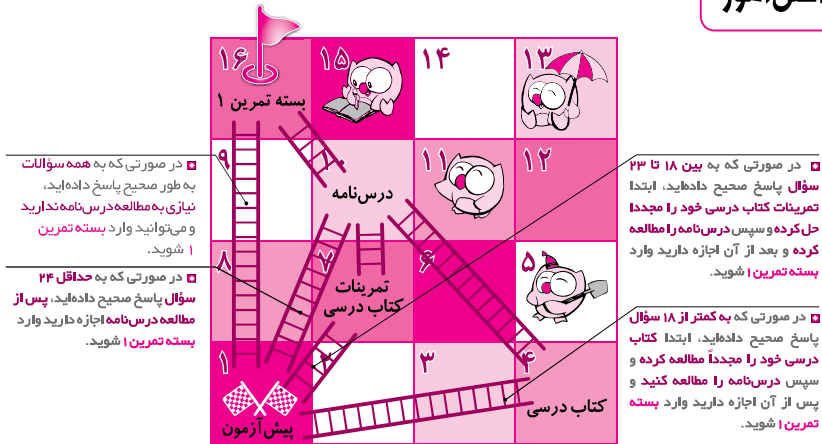 ۱۶
۱۵
۱۴
۱۳
بسته تمرین ۱
۹
۱۰
۱۱
۱۲
درس‌نامه
۸
۷
۶
۵
تمرینات
کتاب درسی
۱
۲
۳
۴
پیش‌آزمون
کتاب درسی
در صورتی که به بین ۱۸ تا ۲۳
سؤال پاسخ صحیح داده‌اید، ابتدا
تمرینات کتاب درسی خود را مجددا
حل کرده و سپس درس‌نامه را مطالعه
کرده و بعد از آن اجازه دارید وارد
بسته تمرین ۱ شوید.
در صورتی که به کمتر از ۱۸ سؤال
پاسخ صحیح داده‌اید، ابتدا کتاب
درسی خود را مجدداً مطالعه کرده و
سپس درس‌نامه را مطالعه کنید و
پس از آن اجازه دارید وارد بسته
تمرین ۱ شوید.
در صورتی که به همه سؤالات
به طور صحیح پاسخ داده‌اید،
نیازی به مطالعه درس‌نامه ندارید
و می‌توانید وارد بسته تمرین
۱ شوید.
در صورتی که به حداقل ۲۴
سؤال پاسخ صحیح داده‌اید، پس از
مطالعه درس‌نامه اجازه دارید وارد
بسته تمرین ۱ شوید.